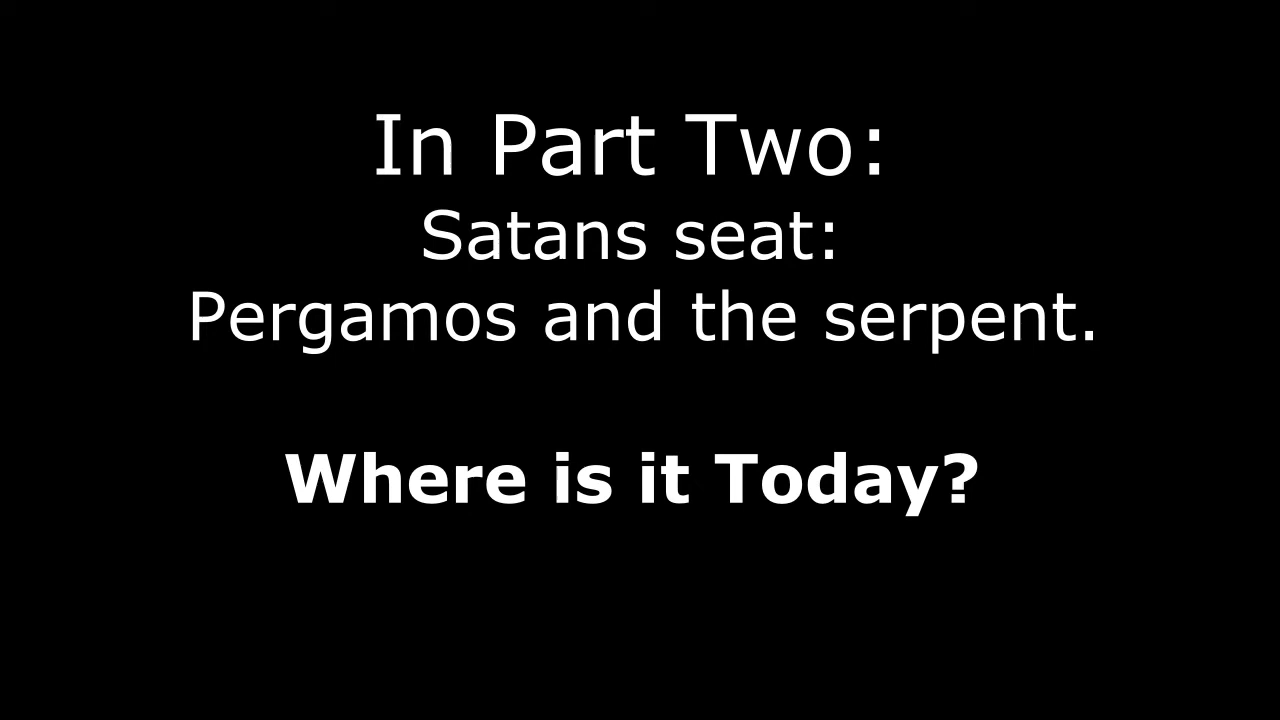 In Part Two:
Satans seat:
Pergamos and the serpent.
Where is it Today?